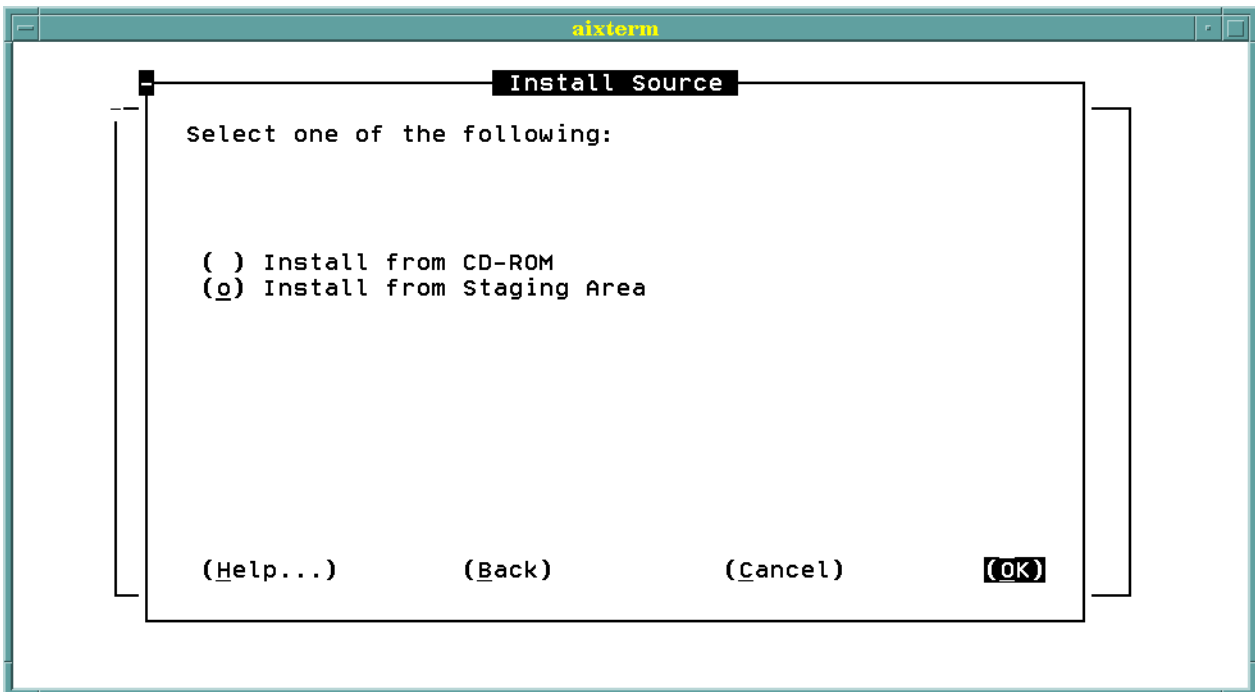 aixterm
Install Source
Select one of the following:
( ) Install from CD-ROM
(o) Install from Staging Area
(Help...) (Back) (Cancel) (OK)